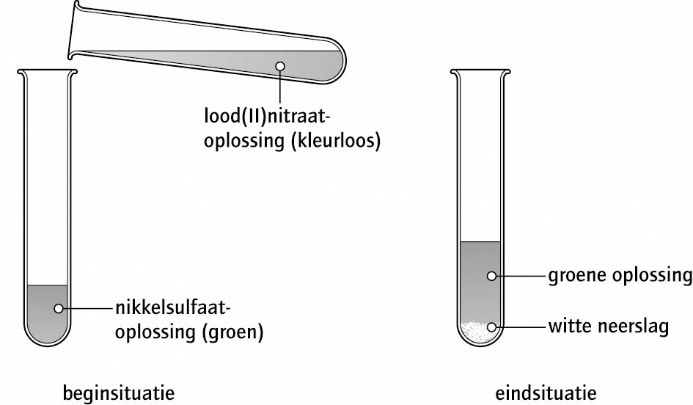 lood(II)nitraat-
oplossing (kleurloos)
nikkelsulfaat-
oplossing (groen)
beginsituatie
groene oplossing
witte neerslag
eindsituatie